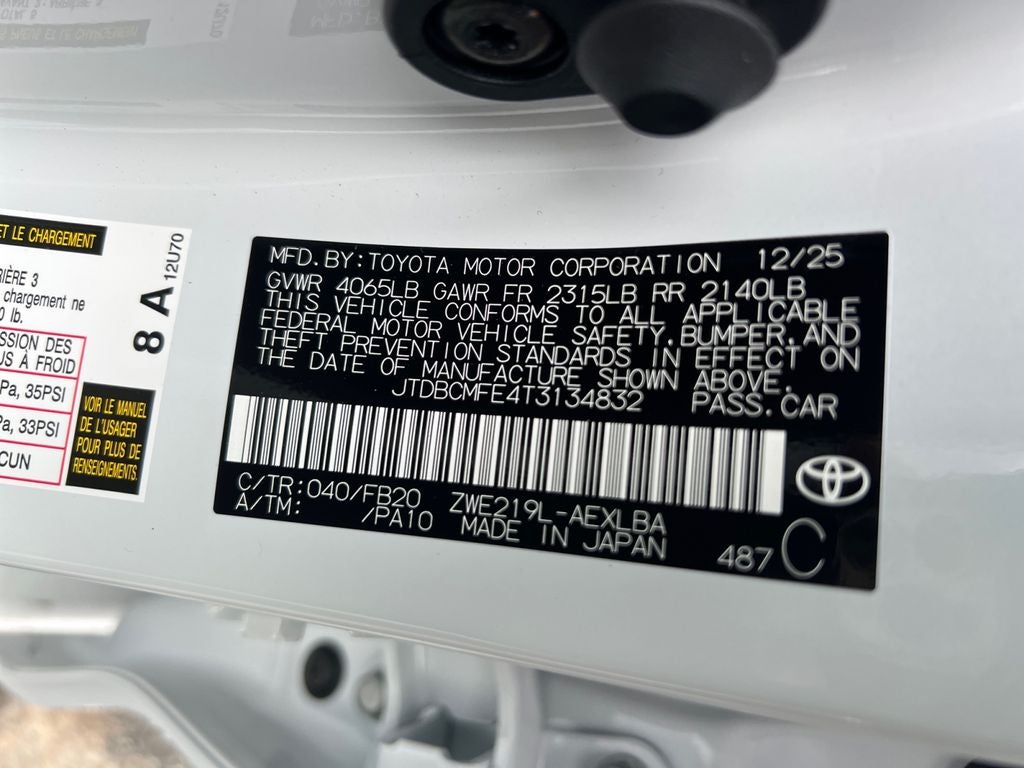 ET LE CHARGEMENT
RIÈRE 3
chargement ne
0 lb.
SSION DES
US À FROID
Pa, 35PSI
Pa, 33PSI
CUN
VOIR LE MANUEL
DE L'USAGER
POUR PLUS DE
RENSEIGNEMENTS.
8 A
12U70
MFD.BY:TOYOTA MOTOR CORPORATION 12/25
GVWR 4065LB GAWR FR 2315LB RR 2140LB
THIS VEHICLE CONFORMS TO ALL APPLICABLE
FEDERAL MOTOR VEHICLE SAFETY,BUMPER,AND
THEFT PREVENTION STANDARDS IN EFFECT ON
THE DATE OF MANUFACTURE SHOWN ABOVE.
JTDBCMFE4T3134832 PASS.CAR
C/TR:040/FB20 ZWE219L-AEXLBA
A/TM: /PA10 MADE IN JAPAN
487 C